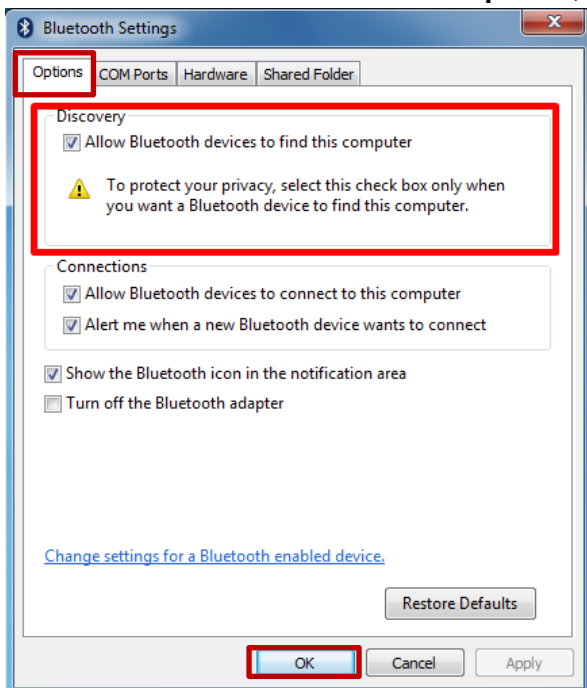 Bluetooth Settings
Options COM Ports Hardware Shared Folder
Discovery
Allow Bluetooth devices to find this computer
To protect your privacy, select this check box only when
you want a Bluetooth device to find this computer.
Connections
Allow Bluetooth devices to connect to this computer
Alert me when a new Bluetooth device wants to connect
Show the Bluetooth icon in the notification area
Turn off the Bluetooth adapter
Change settings for a Bluetooth enabled device.
Restore Defaults
OK Cancel Apply